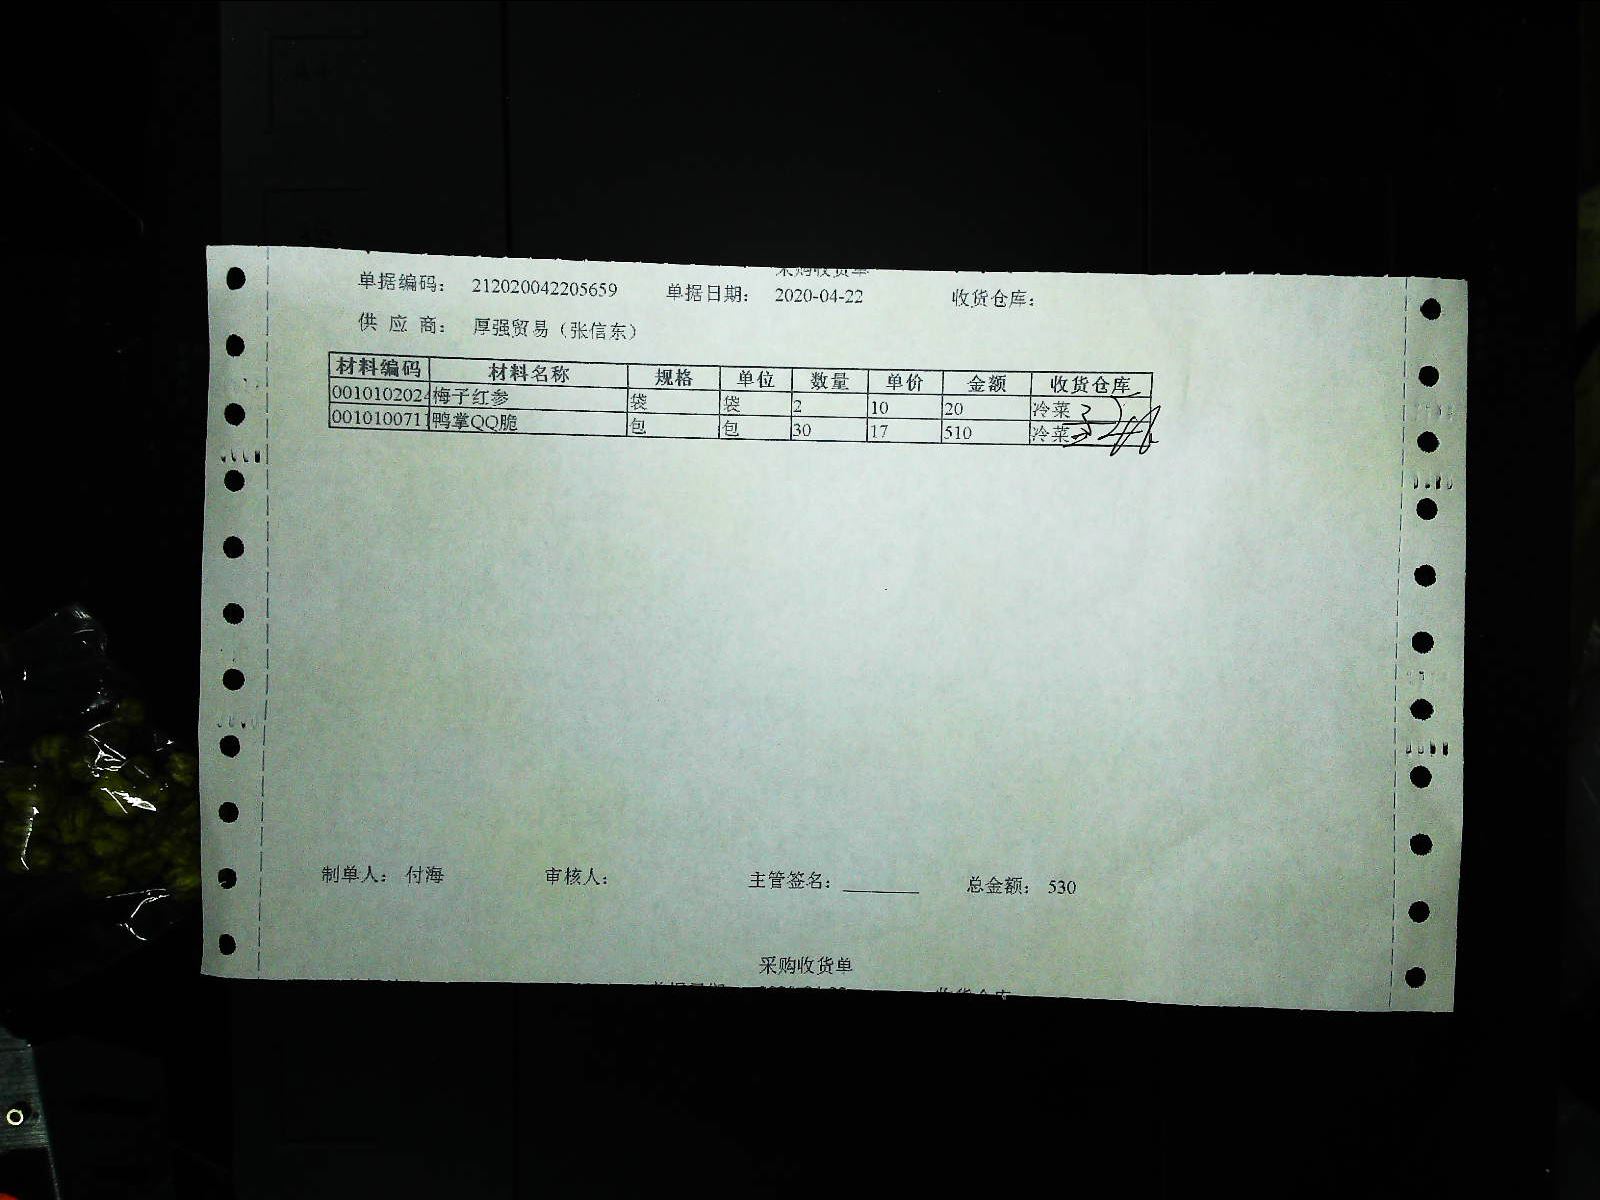 采购收货单
单据编码： 212020042205659 单据日期： 2020-04-22 收货仓库：
供 应 商： 厚强贸易（张信东）
材料编码 材料名称 规格 单位 数量 单价 金额 收货仓库
0010102024 梅子红参 袋 袋 2 10 20 冷菜
0010100711 鸭掌QQ脆 包 包 30 17 510 冷菜
制单人： 付海 审核人： 主管签名： 总金额： 530
采购收货单